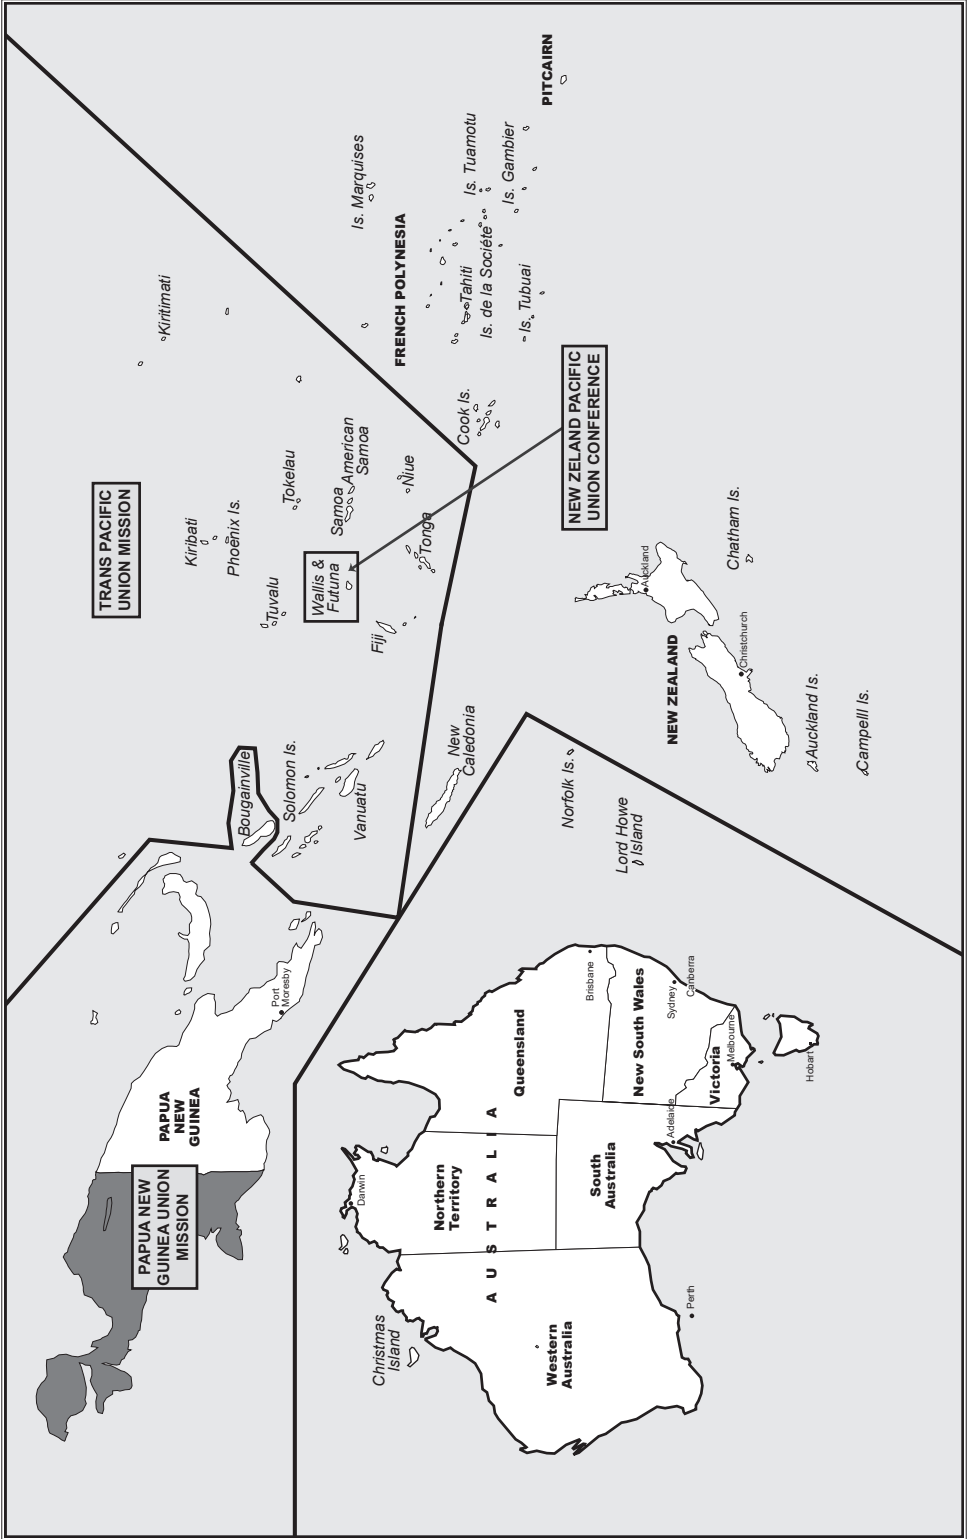 TRANS PACIFIC
UNION MISSION
Kiritimati
Kiribati
Phoenix Is.
Tokelau
Tuvalu
Samoa
American
Samoa
Wallis &
Futuna
Niue
Tonga
Fiji
Is. Marquises
FRENCH POLYNESIA
Is. Tuamotu
Tahiti
Is. de la Sociéte
Is. Gambier
Is. Tubuai
PITCAIRN
Cook Is.
NEW ZELAND PACIFIC
UNION CONFERENCE
Bougainville
Solomon Is.
Vanuatu
New
Caledonia
Norfolk Is.
Lord Howe
Island
NEW ZEALAND
Auckland
Christchurch
Chatham Is.
Auckland Is.
Campelll Is.
PAPUA NEW
GUINEA UNION
MISSION
PAPUA
NEW
GUINEA
Port
Moresby
Christmas
Island
AUSTRALIA
Western
Australia
Northern
Territory
South
Australia
Queensland
New South Wales
Victoria
Darwin
Perth
Adelaide
Brisbane
Sydney
Canberra
Melbourne
Hobart